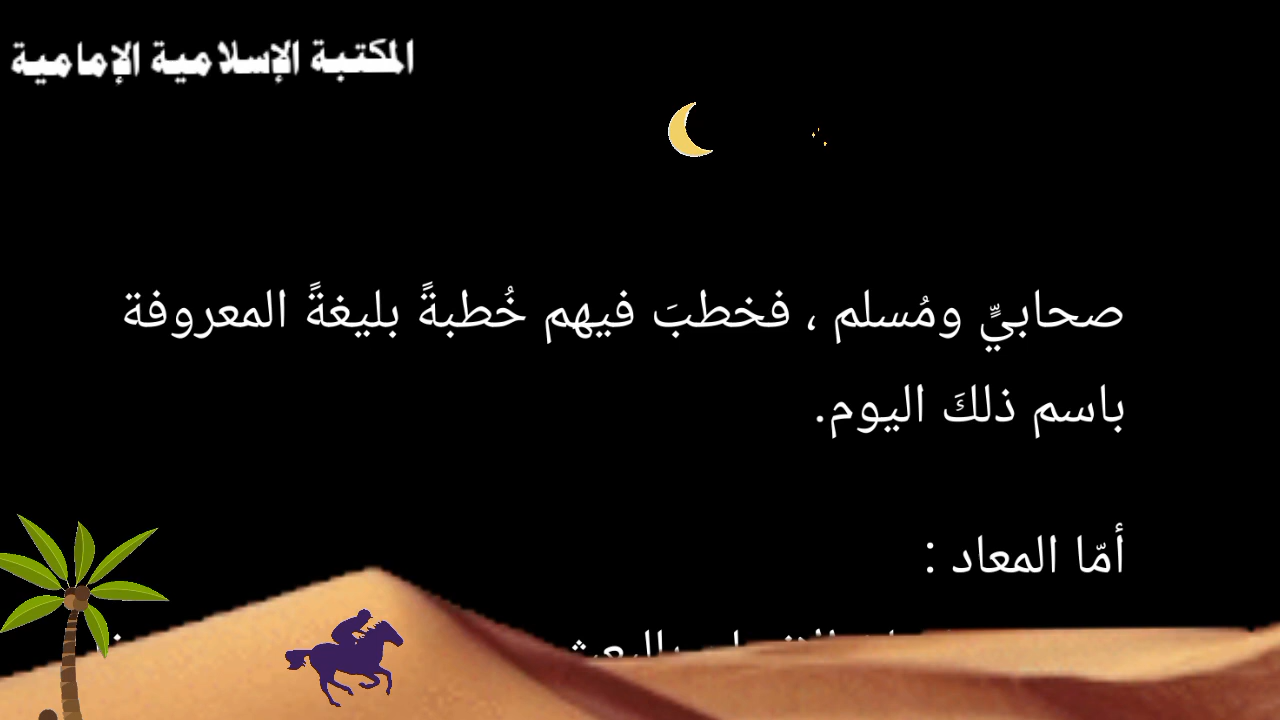 المكتبة الإسلامية الإمامية
صحابيٍّ ومُسلم ، فخطبَ فيهم خُطبةً بليغةً المعروفة
باسم ذلكَ اليوم.
أمّا المعاد :